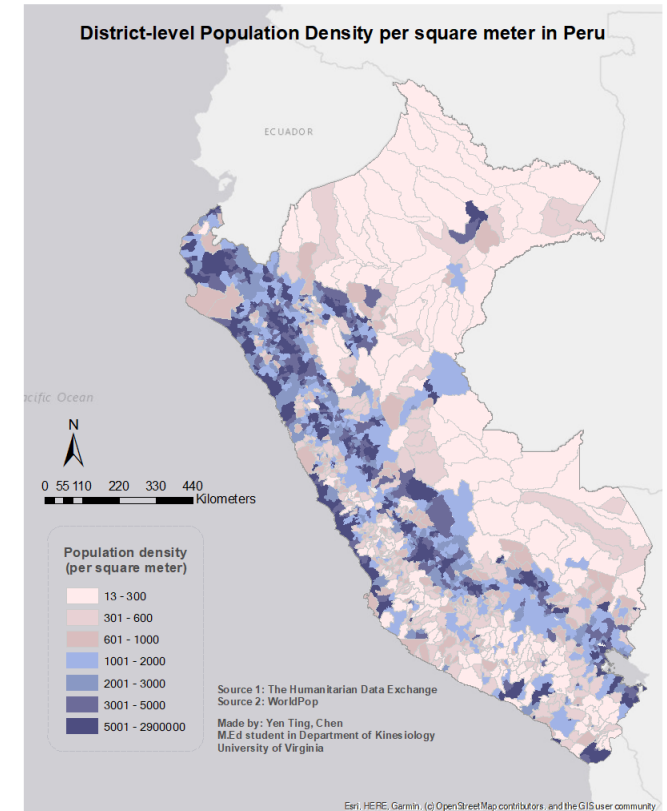 District-level Population Density per square meter in Peru
ECUADOR
cific Ocean
N
0 55 110 220 330 440
Kilometers
Population density
(per square meter)
13 - 300
301 - 600
601 - 1000
1001 - 2000
2001 - 3000
3001 - 5000
5001 - 2900000
Source 1: The Humanitarian Data Exchange
Source 2: WorldPop
Made by: Yen Ting, Chen
M.Ed student in Department of Kinesiology
University of Virginia
Esri, HERE, Garmin, (c) OpenStreetMap contributors, and the GIS user community